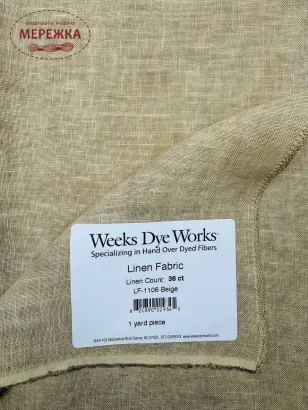 МЕРЕЖКА
Weeks Dye Works
Specializing in Hand Over Dyed Fibers
Linen Fabric
Linen Count: 36 ct
LF-1106 Beige
1 yard piece